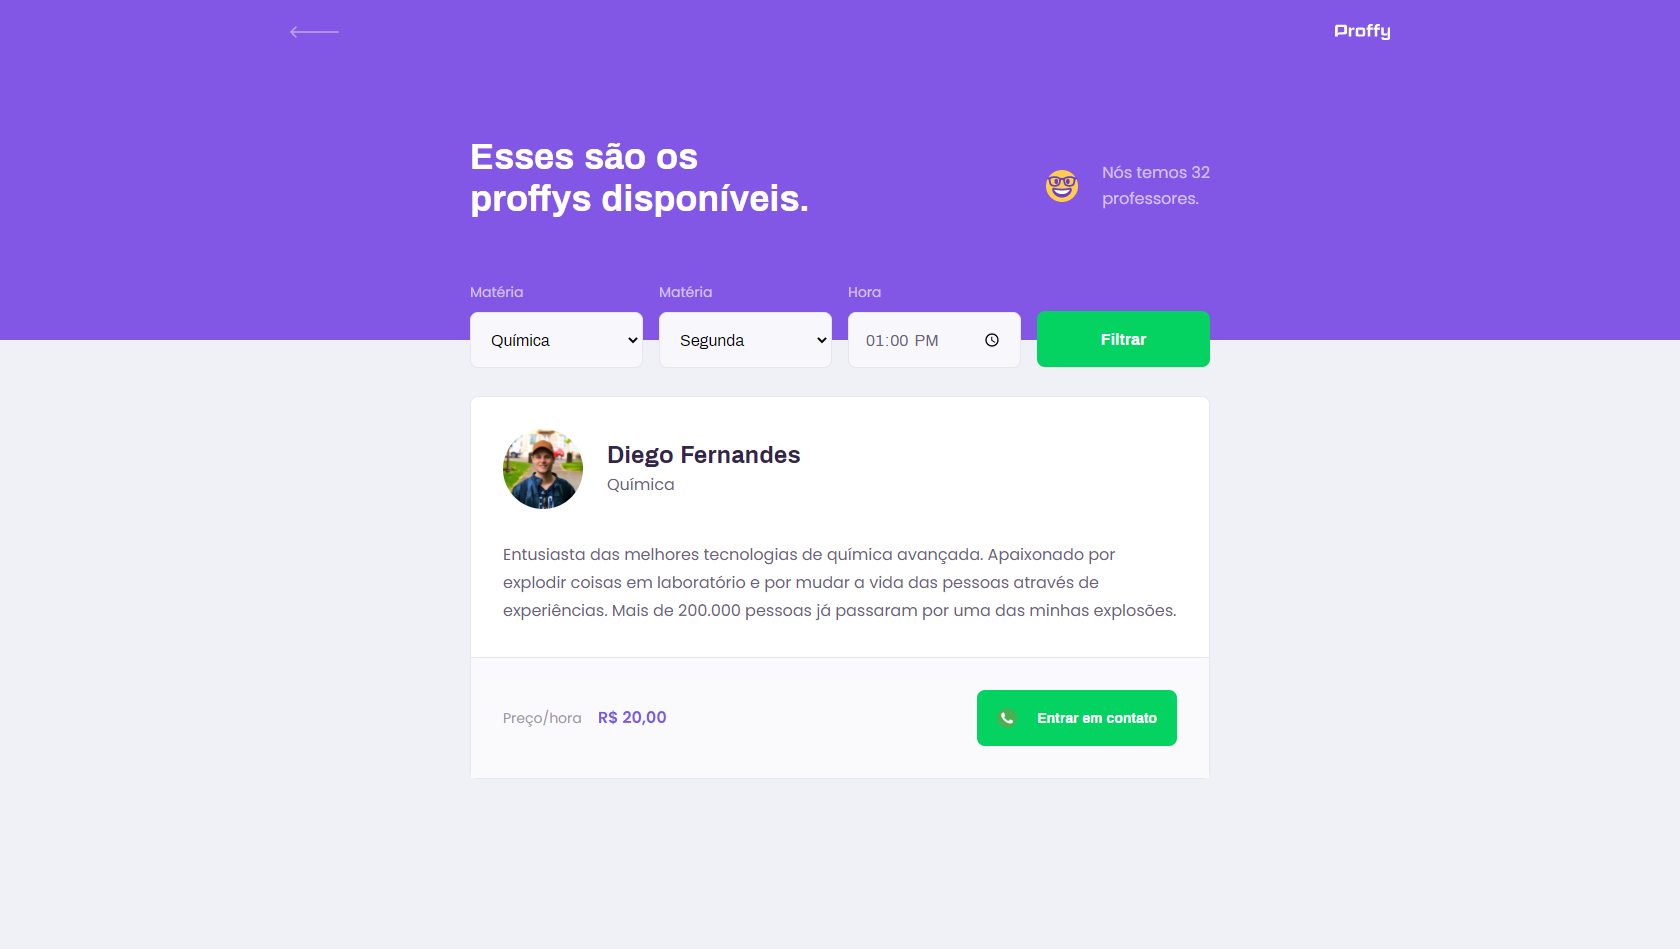 Proffy
Esses são os
proffys disponíveis.
Nós temos 32
professores.
Matéria
Matéria
Hora
Química
Segunda
01:00 PM
Filtrar
Diego Fernandes
Química
Entusiasta das melhores tecnologias de química avançada. Apaixonado por
explodir coisas em laboratório e por mudar a vida das pessoas através de
experiências. Mais de 200.000 pessoas já passaram por uma das minhas explosões.
Preço/hora R$ 20,00
Entrar em contato